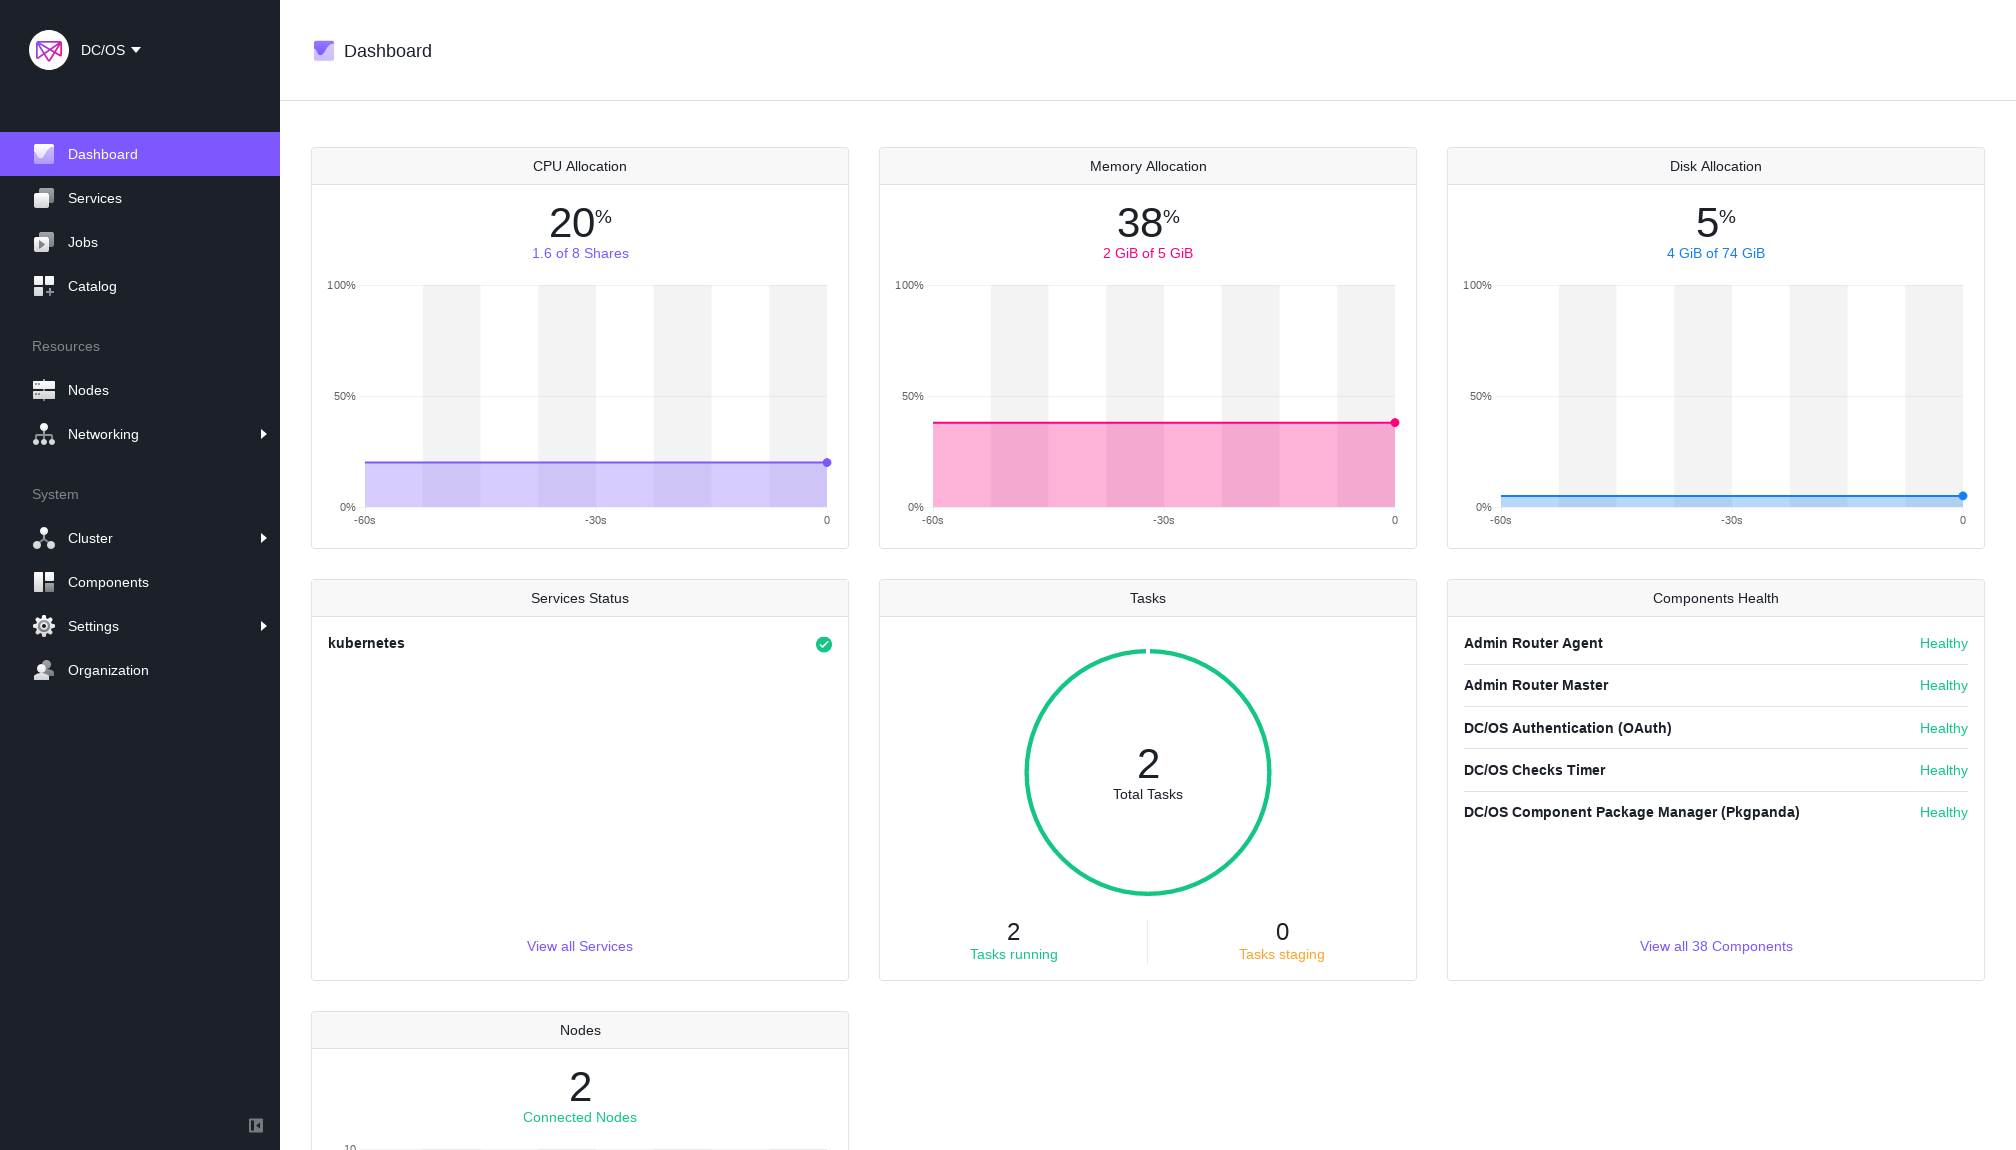 DC/OS
Dashboard
Services
Jobs
Catalog
Resources
Nodes
Networking
System
Cluster
Components
Settings
Organization
Dashboard
CPU Allocation
20%
1.6 of 8 Shares
100%
50%
0%
-60s
-30s
0
Memory Allocation
38%
2 GiB of 5 GiB
100%
50%
0%
-60s
-30s
0
Disk Allocation
5%
4 GiB of 74 GiB
100%
50%
0%
-60s
-30s
0
Services Status
kubernetes
View all Services
Tasks
2
Total Tasks
2
Tasks running
0
Tasks staging
Components Health
Admin Router Agent Healthy
Admin Router Master Healthy
DC/OS Authentication (OAuth) Healthy
DC/OS Checks Timer Healthy
DC/OS Component Package Manager (Pkgpanda) Healthy
View all 38 Components
Nodes
2
Connected Nodes
10